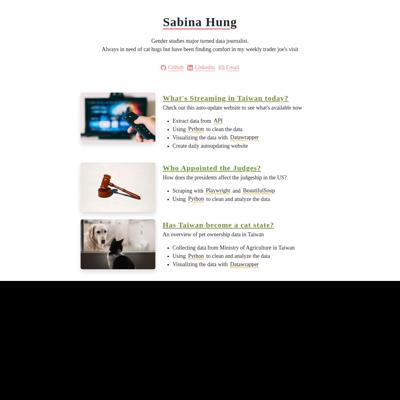 Sabina Hung
Gender studies major turned data journalist.
Always in need of cat hugs but have been finding comfort in my weekly trader joe's visit
Github Linkedin Email
What's Streaming in Taiwan today?
Check out this auto-update website to see what's available now
Extract data from API
Using Python to clean the data
Visualizing the data with Datawrapper
Create daily autoupdating website
Who Appointed the Judges?
How does the presidents affect the judgeship in the US?
Scraping with Playwright and BeautifulSoup
Using Python to clean and analyze the data
Has Taiwan become a cat state?
An overview of pet ownership data in Taiwan
Collecting data from Ministry of Agriculture in Taiwan
Using Python to clean and analyze the data
Visualizing the data with Datawrapper